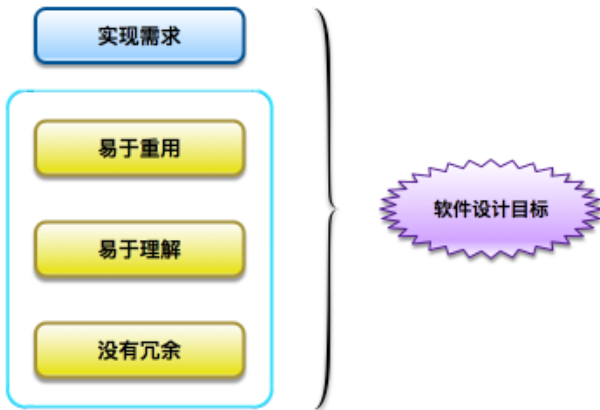 实现需求
易于重用
易于理解
没有冗余
软件设计目标